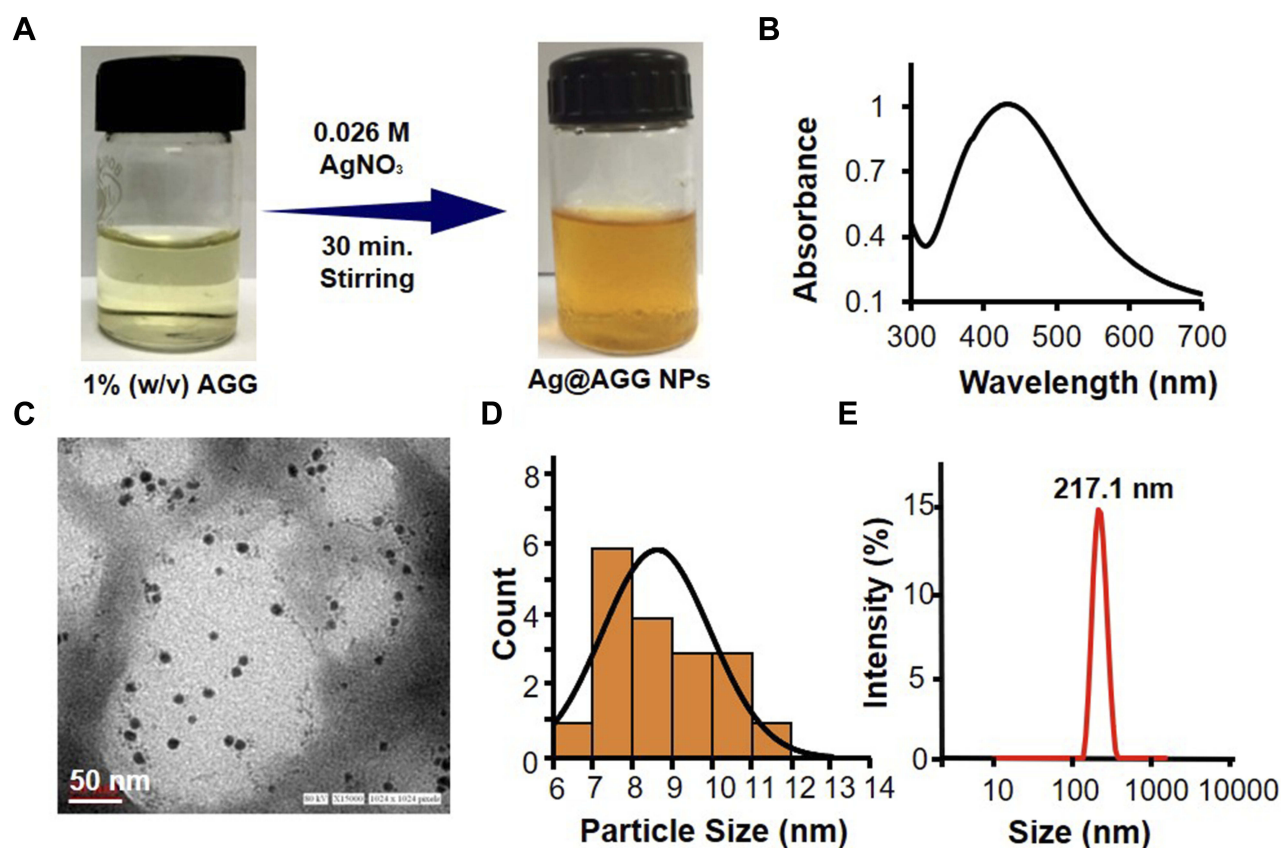 A
0.026 M
AgNO₃
30 min.
Stirring
1% (w/v) AGG
Ag@AGG NPs
B
Absorbance
1
0.7
0.4
0.1
300 400 500 600 700
Wavelength (nm)
C
50 nm
80 kV X15000 1024 x 1024 pixels
D
Count
8
6
4
2
0
6 7 8 9 10 11 12 13 14
Particle Size (nm)
E
217.1 nm
Intensity (%)
15
10
5
0
10 100 1000 10000
Size (nm)